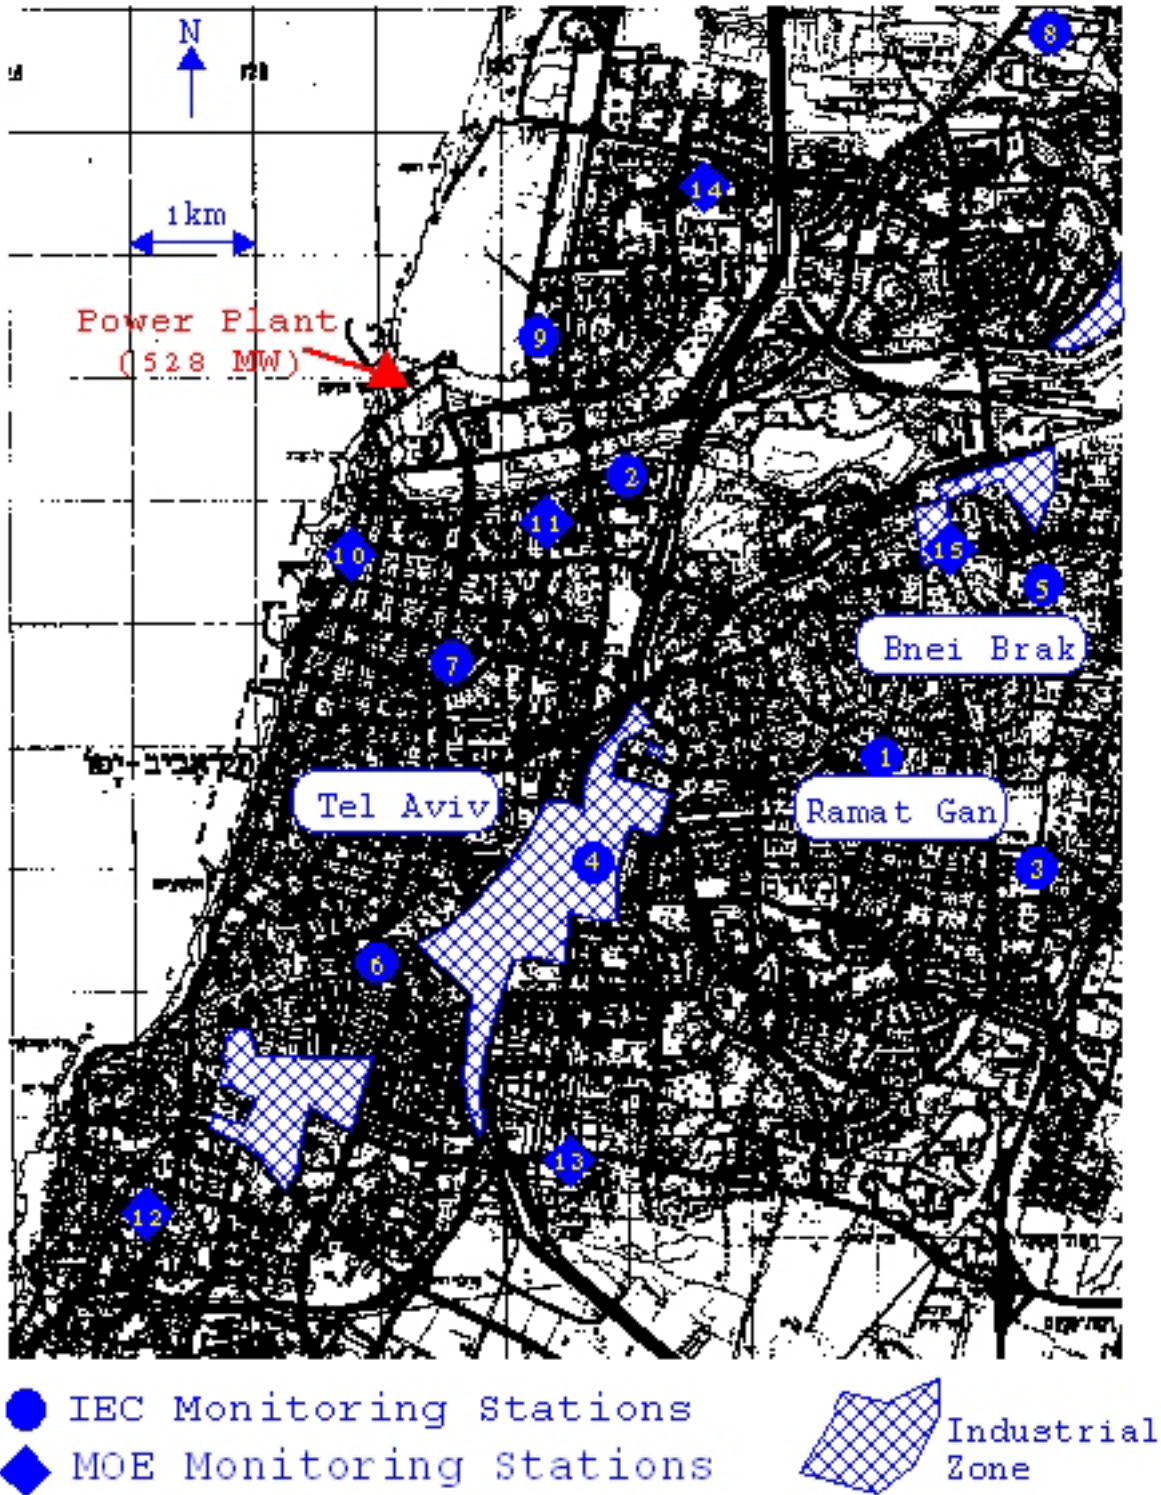 N
8
1km
14
Power Plant
(528 MW)
9
2
11
10
15
5
Bnei Brak
7
1
Tel Aviv
Ramat Gan
4
3
6
13
12
IEC Monitoring Stations
MOE Monitoring Stations
Industrial
Zone